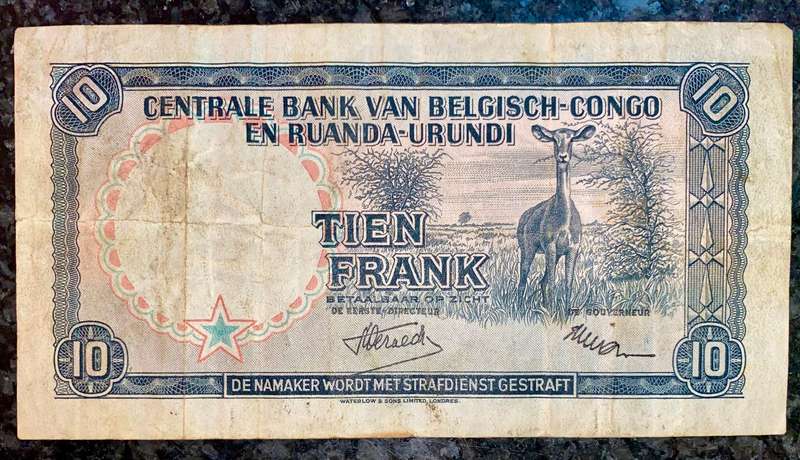 10 10
CENTRALE BANK VAN BELGISCH-CONGO
EN RUANDA-URUNDI
TIEN
FRANK
BETAALBAAR OP ZICHT
DE EERSTE-DIRECTEUR DE GOUVERNEUR
10 10
DE NAMAKER WORDT MET STRAFDIENST GESTRAFT
WATERLOW & SONS LIMITED, LONDRES.